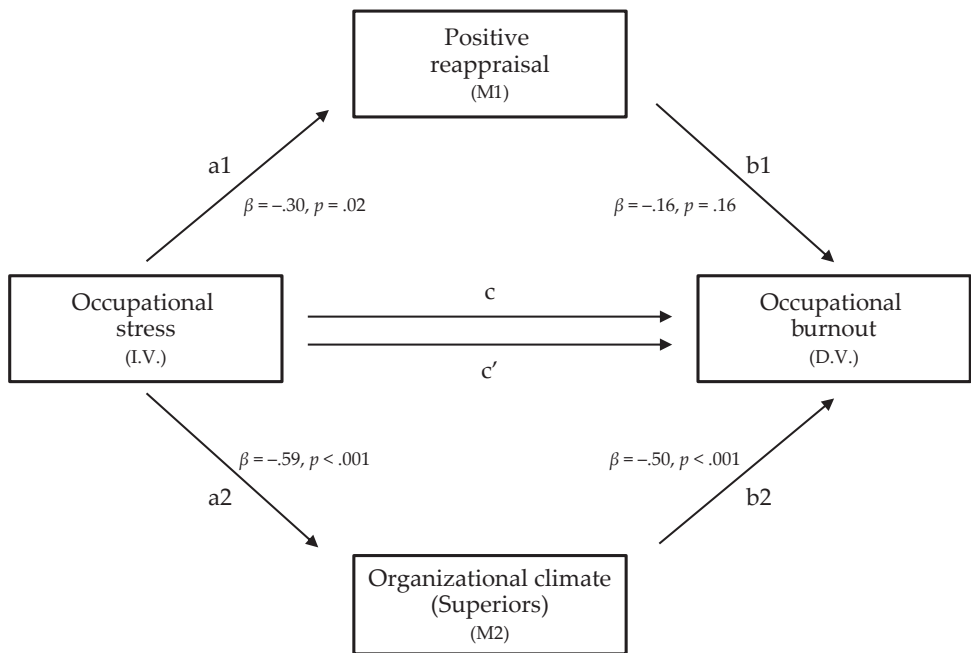 Positive
reappraisal
(M1)
a1
b1
β = –.30, p = .02
β = –.16, p = .16
Occupational
stress
(I.V.)
c
c’
Occupational
burnout
(D.V.)
β = –.59, p < .001
β = –.50, p < .001
a2
b2
Organizational climate
(Superiors)
(M2)